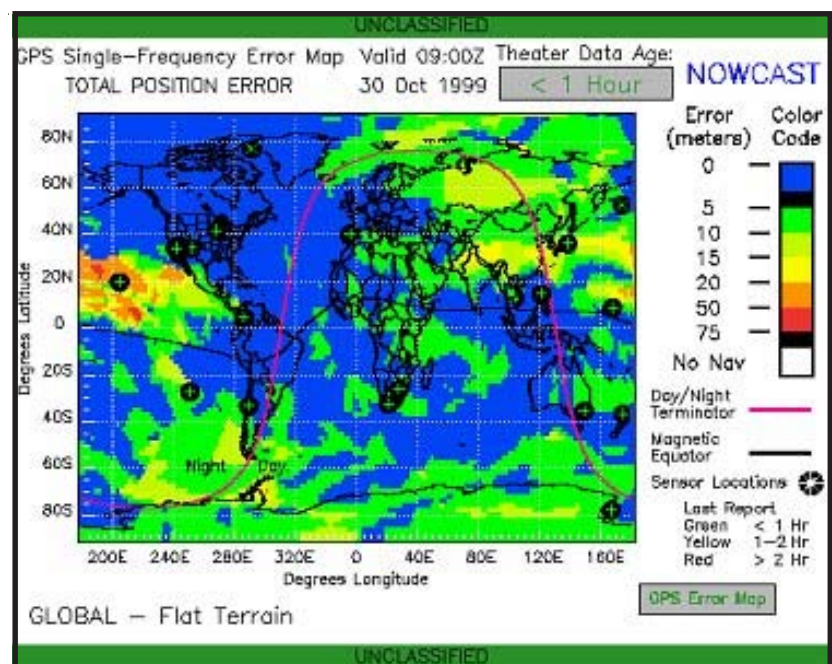 UNCLASSIFIED
GPS Single-Frequency Error Map Valid 09:00Z Theater Data Age:
TOTAL POSITION ERROR 30 Oct 1999 < 1 Hour
NOWCAST
Error Color
(meters) Code
0
5
10
15
20
50
75
No Nav
Day/Night
Terminator
Magnetic
Equator
Sensor Locations
Last Report
Green < 1 Hr
Yellow 1-2 Hr
Red > 2 Hr
GPS Error Map
Degrees Latitude
80N
60N
40N
20N
0
20S
40S
60S
80S
Night Day
200E 240E 280E 320E 0 40E 80E 120E 160E
Degrees Longitude
GLOBAL - Flat Terrain
UNCLASSIFIED